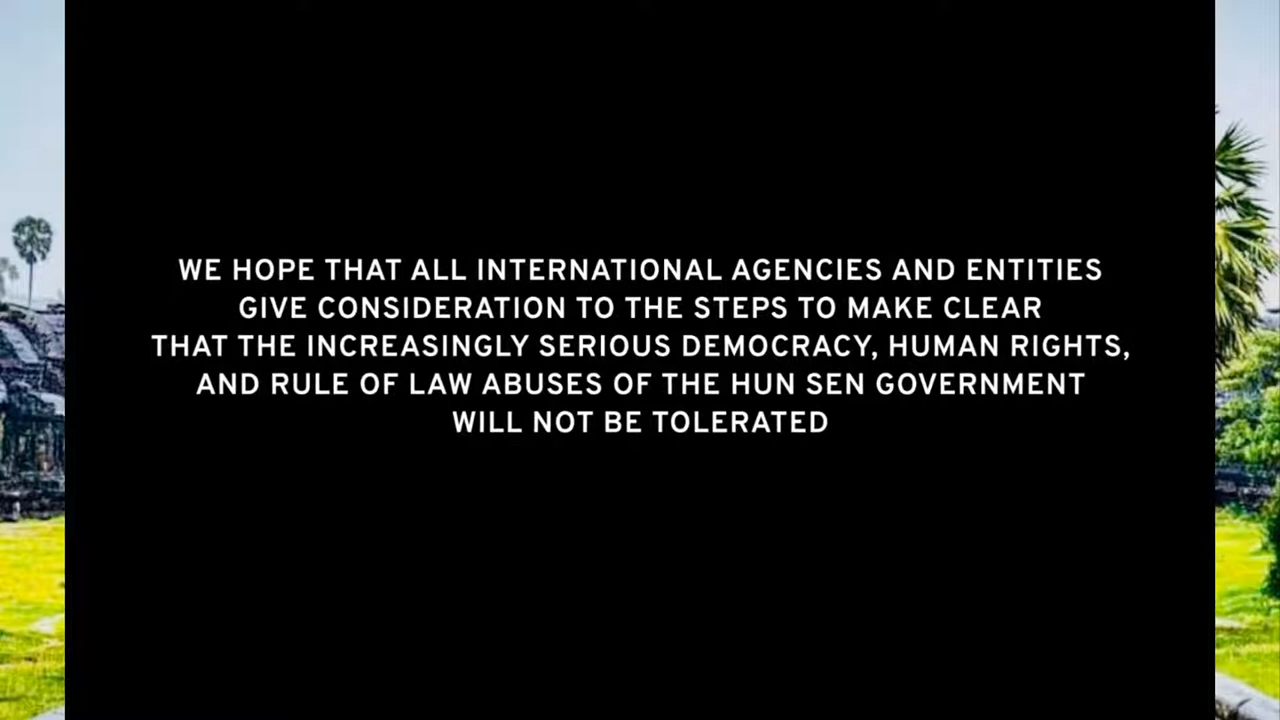 WE HOPE THAT ALL INTERNATIONAL AGENCIES AND ENTITIES
GIVE CONSIDERATION TO THE STEPS TO MAKE CLEAR
THAT THE INCREASINGLY SERIOUS DEMOCRACY, HUMAN RIGHTS,
AND RULE OF LAW ABUSES OF THE HUN SEN GOVERNMENT
WILL NOT BE TOLERATED